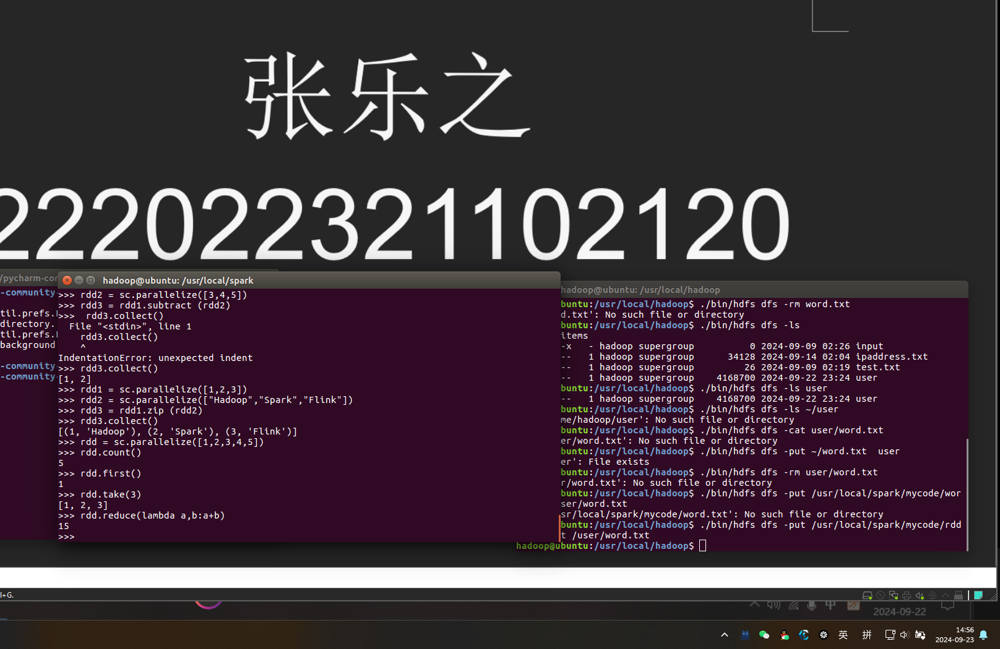 张乐之
222022321102120
/pycharm-com
-community-
til.prefs.
directory.
til.prefs.
background
-community-
-community-
hadoop@ubuntu: /usr/local/spark
>>> rdd2 = sc.parallelize([3,4,5])
>>> rdd3 = rdd1.subtract (rdd2)
>>>  rdd3.collect()
  File "<stdin>", line 1
    rdd3.collect()
    ^
IndentationError: unexpected indent
>>> rdd3.collect()
[1, 2]
>>> rdd1 = sc.parallelize([1,2,3])
>>> rdd2 = sc.parallelize(["Hadoop","Spark","Flink"])
>>> rdd3 = rdd1.zip (rdd2)
>>> rdd3.collect()
[(1, 'Hadoop'), (2, 'Spark'), (3, 'Flink')]
>>> rdd = sc.parallelize([1,2,3,4,5])
>>> rdd.count()
5
>>> rdd.first()
1
>>> rdd.take(3)
[1, 2, 3]
>>> rdd.reduce(lambda a,b:a+b)
15
>>>
hadoop@ubuntu: /usr/local/hadoop
buntu:/usr/local/hadoop$ ./bin/hdfs dfs -rm word.txt
d.txt': No such file or directory
buntu:/usr/local/hadoop$ ./bin/hdfs dfs -ls
items
-x   - hadoop supergroup          0 2024-09-09 02:26 input
--   1 hadoop supergroup      34128 2024-09-14 02:04 ipaddress.txt
--   1 hadoop supergroup         26 2024-09-09 02:19 test.txt
--   1 hadoop supergroup    4168700 2024-09-22 23:24 user
buntu:/usr/local/hadoop$ ./bin/hdfs dfs -ls user
--   1 hadoop supergroup    4168700 2024-09-22 23:24 user
buntu:/usr/local/hadoop$ ./bin/hdfs dfs -ls ~/user
me/hadoop/user': No such file or directory
buntu:/usr/local/hadoop$ ./bin/hdfs dfs -cat user/word.txt
er/word.txt': No such file or directory
buntu:/usr/local/hadoop$ ./bin/hdfs dfs -put ~/word.txt  user
er': File exists
buntu:/usr/local/hadoop$ ./bin/hdfs dfs -rm user/word.txt
r/word.txt': No such file or directory
buntu:/usr/local/hadoop$ ./bin/hdfs dfs -put /usr/local/spark/mycode/wor
ser/word.txt
sr/local/spark/mycode/word.txt': No such file or directory
buntu:/usr/local/hadoop$ ./bin/hdfs dfs -put /usr/local/spark/mycode/rdd
t /user/word.txt
hadoop@ubuntu:/usr/local/hadoop$
l+G.
中
2024-09-22
英
拼
14:56
2024-09-23